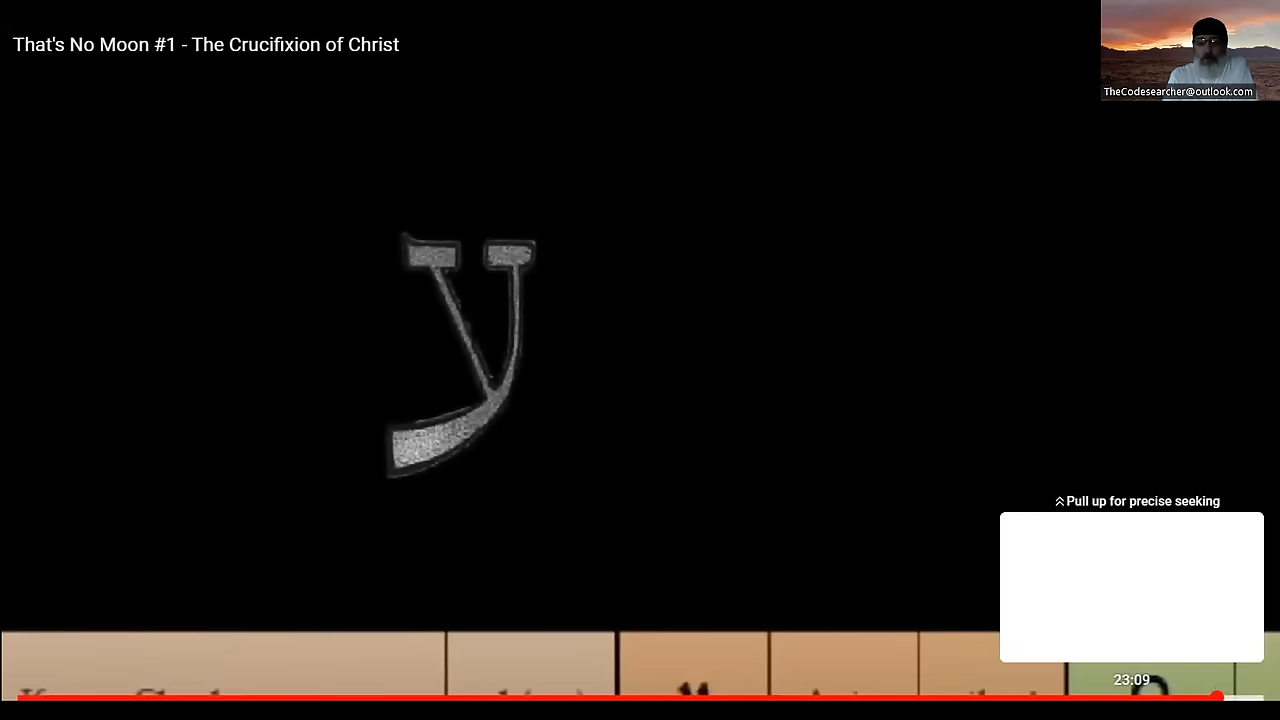 That's No Moon #1 - The Crucifixion of Christ
TheCodesearcher@outlook.com
ע
Pull up for precise seeking
23:09